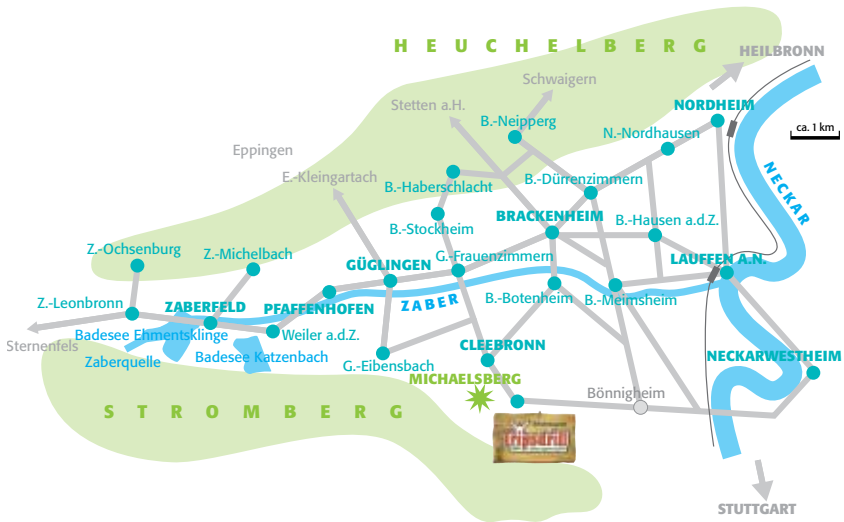 HEUCHELBERG
HEILBRONN
Schwaigern
Stetten a.H.
NORDHEIM
B.-Neipperg
N.-Nordhausen
ca. 1 km
Eppingen
E.-Kleingartach
B.-Haberschlacht
B.-Dürrenzimmern
NECKAR
BRACKENHEIM
B.-Hausen a.d.Z.
B.-Stockheim
Z.-Ochsenburg
Z.-Michelbach
G.-Frauenzimmern
GÜGLINGEN
LAUFFEN A.N.
Z.-Leonbronn
ZABERFELD
PFAFFENHOFEN
ZABER
B.-Botenheim
B.-Meimsheim
Sternenfels
Badesee Ehmentsklinge
Weiler a.d.Z.
Zaberquelle
Badesee Katzenbach
G.-Eibensbach
CLEEBRONN
NECKARWESTHEIM
MICHAELSBERG
Bönnigheim
STROMBERG
Tripsdrill
STUTTGART